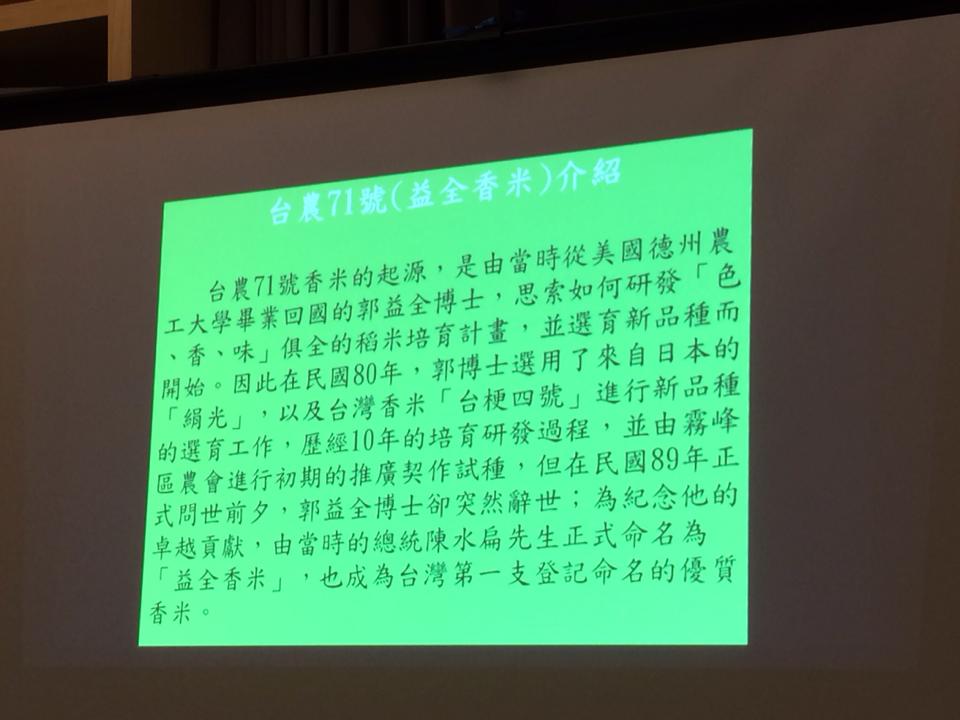 台農71號(益全香米)介紹
台農71號香米的起源，是由當時從美國德州農
工大學畢業回國的郭益全博士，思索如何研發「色
、香、味」俱全的稻米培育計畫，並選育新品種而
開始。因此在民國80年，郭博士選用了來自日本的
「絹光」，以及台灣香米「台梗四號」進行新品種
的選育工作，歷經10年的培育研發過程，並由霧峰
區農會進行初期的推廣契作試種，但在民國89年正
式問世前夕，郭益全博士卻突然辭世；為紀念他的
卓越貢獻，由當時的總統陳水扁先生正式命名為
「益全香米」，也成為台灣第一支登記命名的優質
香米。